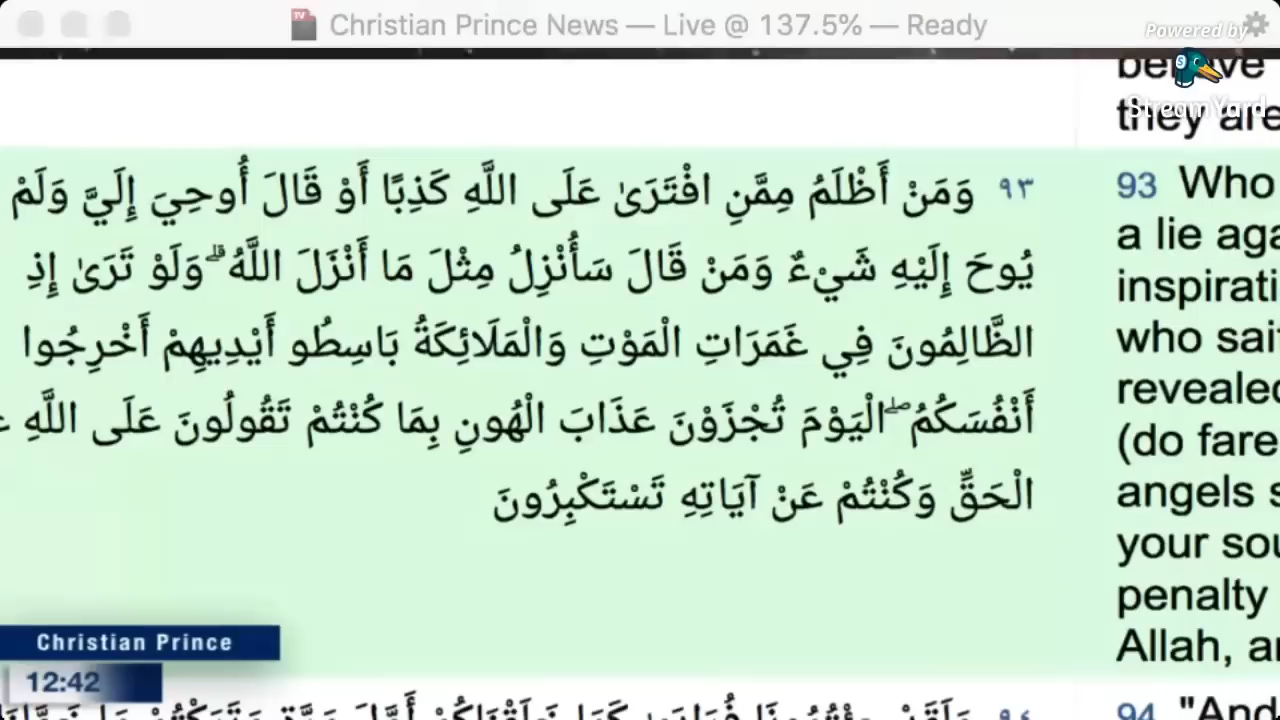 Christian Prince News — Live @ 137.5% — Ready
Powered by
StreamYard
they are
٩٣ وَمَنْ أَظْلَمُ مِمَّنِ افْتَرَىٰ عَلَى اللَّهِ كَذِبًا أَوْ قَالَ أُوحِيَ إِلَيَّ وَلَمْ
يُوحَ إِلَيْهِ شَيْءٌ وَمَنْ قَالَ سَأُنْزِلُ مِثْلَ مَا أَنْزَلَ اللَّهُ ۗ وَلَوْ تَرَىٰ إِذِ
الظَّالِمُونَ فِي غَمَرَاتِ الْمَوْتِ وَالْمَلَائِكَةُ بَاسِطُو أَيْدِيهِمْ أَخْرِجُوا
أَنْفُسَكُمُ ۖ الْيَوْمَ تُجْزَوْنَ عَذَابَ الْهُونِ بِمَا كُنْتُمْ تَقُولُونَ عَلَى اللَّهِ
الْحَقِّ وَكُنْتُمْ عَنْ آيَاتِهِ تَسْتَكْبِرُونَ
93 Who
a lie aga
inspirati
who sai
revealed
(do fare
angels s
your sou
penalty
Allah, a
Christian Prince
12:42
٩٤
94 "And